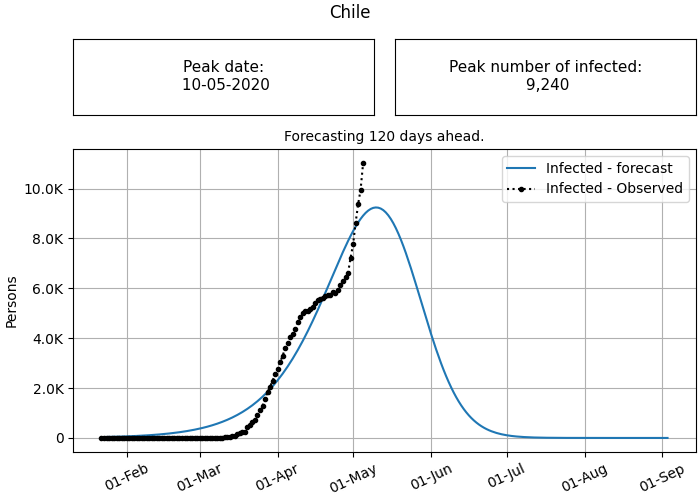 Chile
Peak date:
10-05-2020
Peak number of infected:
9,240
Forecasting 120 days ahead.
Infected - forecast
Infected - Observed
10.0K
8.0K
6.0K
4.0K
2.0K
0
Persons
01-Feb
01-Mar
01-Apr
01-May
01-Jun
01-Jul
01-Aug
01-Sep